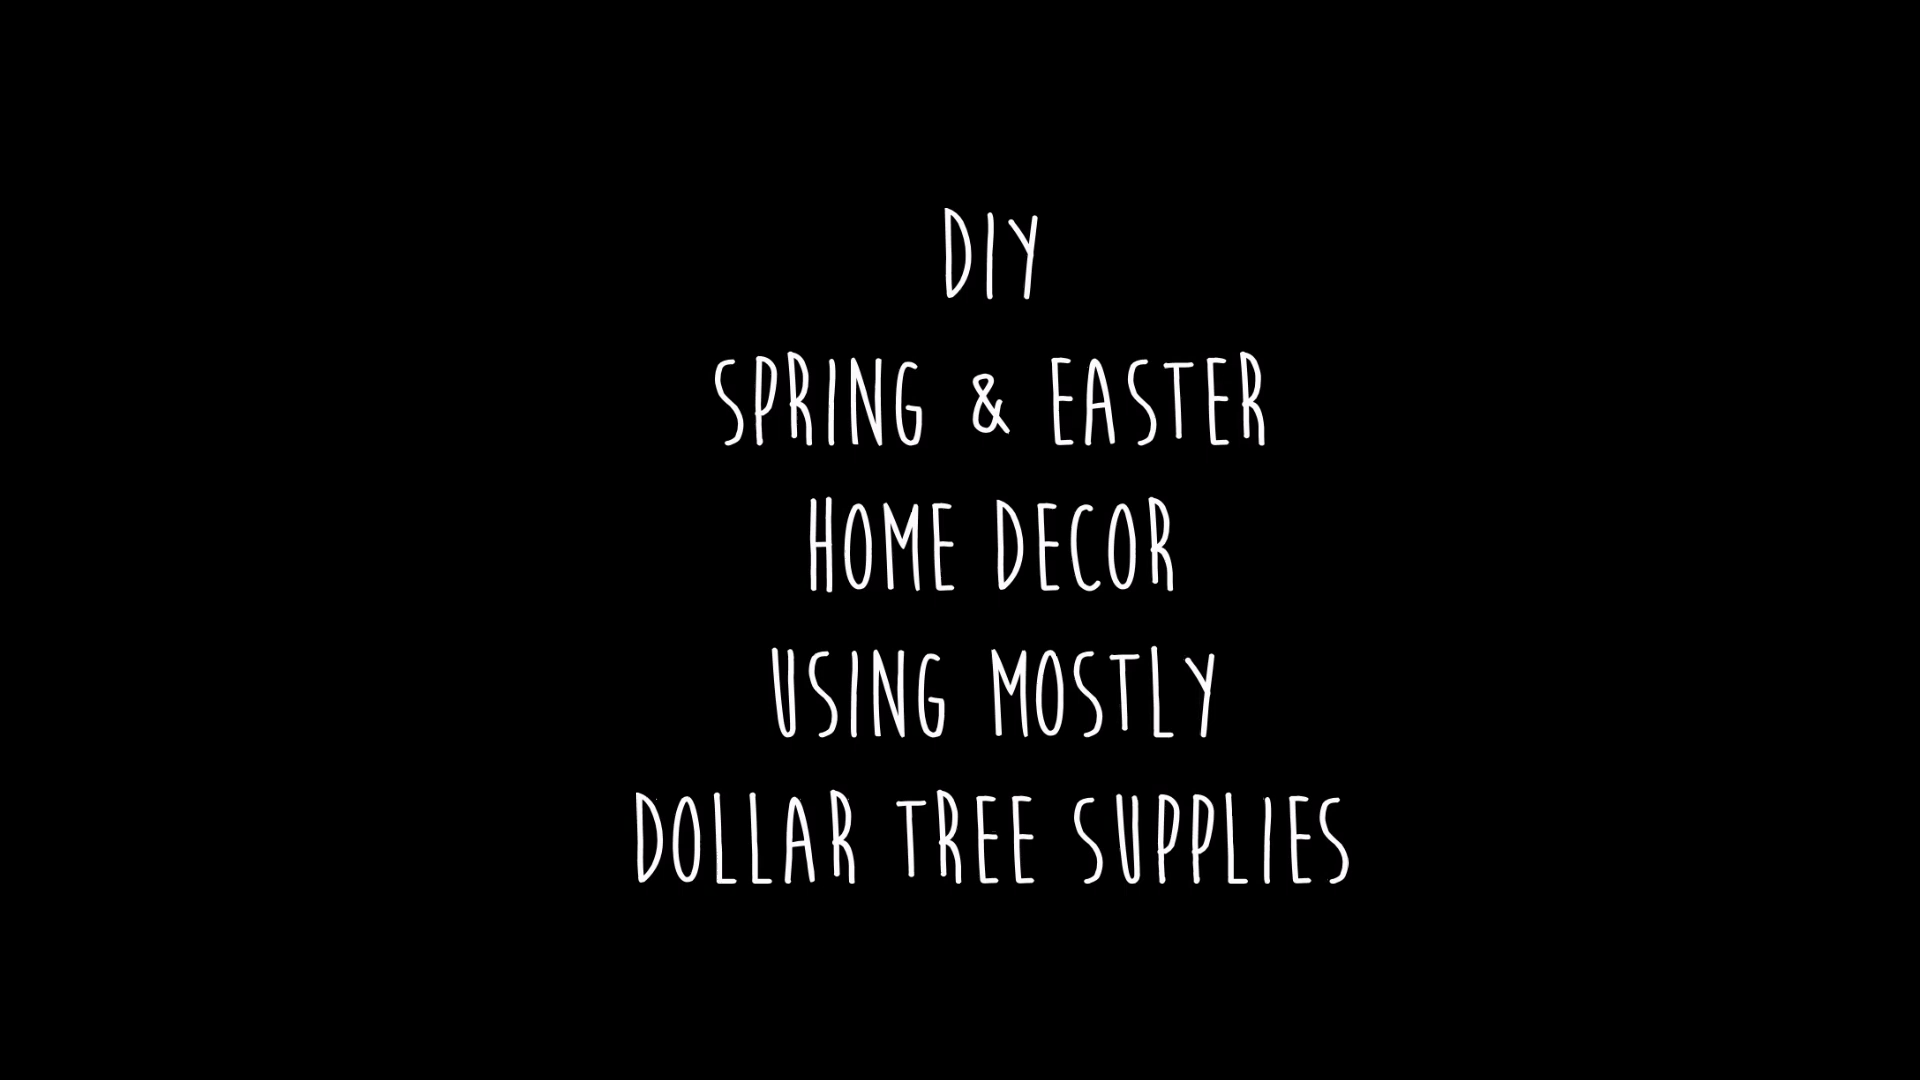 DIY
SPRING & EASTER
HOME DECOR
USING MOSTLY
DOLLAR TREE SUPPLIES